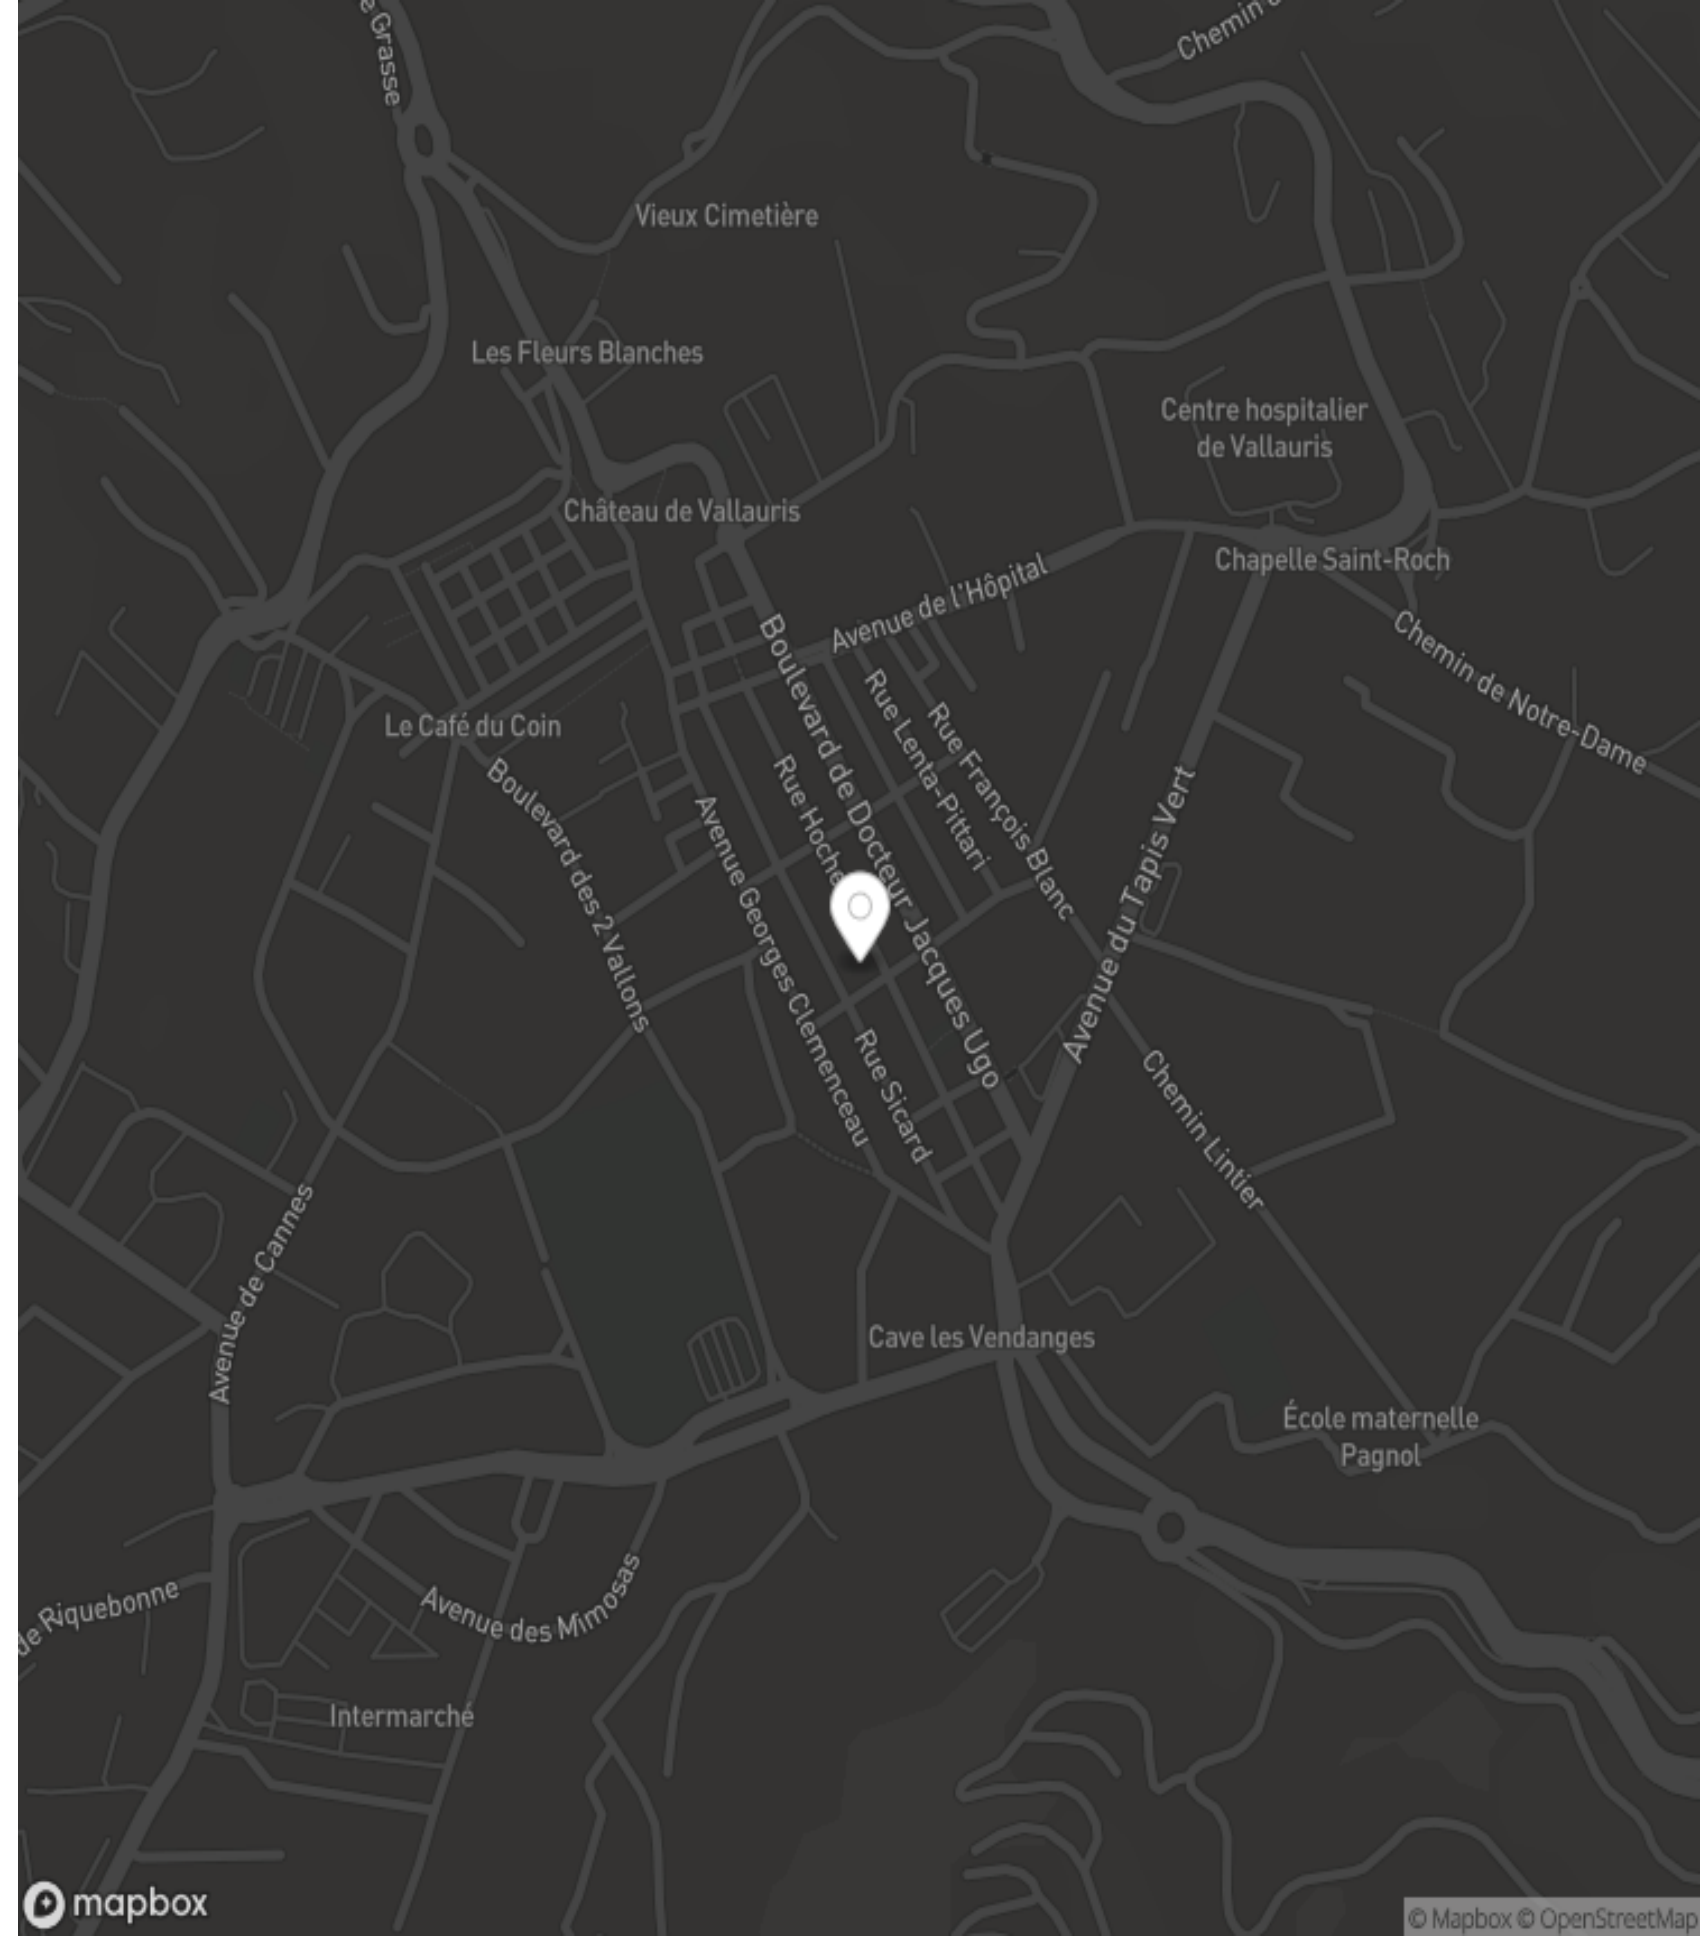 de Grasse
Chemin d
Vieux Cimetière
Les Fleurs Blanches
Centre hospitalier
de Vallauris
Château de Vallauris
Chapelle Saint-Roch
Avenue de l'Hôpital
Chemin de Notre-Dame
Boulevard de Docteur Jacques Ugo
Rue Lenta-Pittari
Rue François Blanc
Le Café du Coin
Boulevard des 2 Vallons
Rue Hoche
Avenue Georges Clemenceau
Avenue du Tapis Vert
Rue Sicard
Chemin Lintier
Avenue de Cannes
Cave les Vendanges
École maternelle
Pagnol
Avenue des Mimosas
de Riquebonne
Intermarché
mapbox
© Mapbox © OpenStreetMap